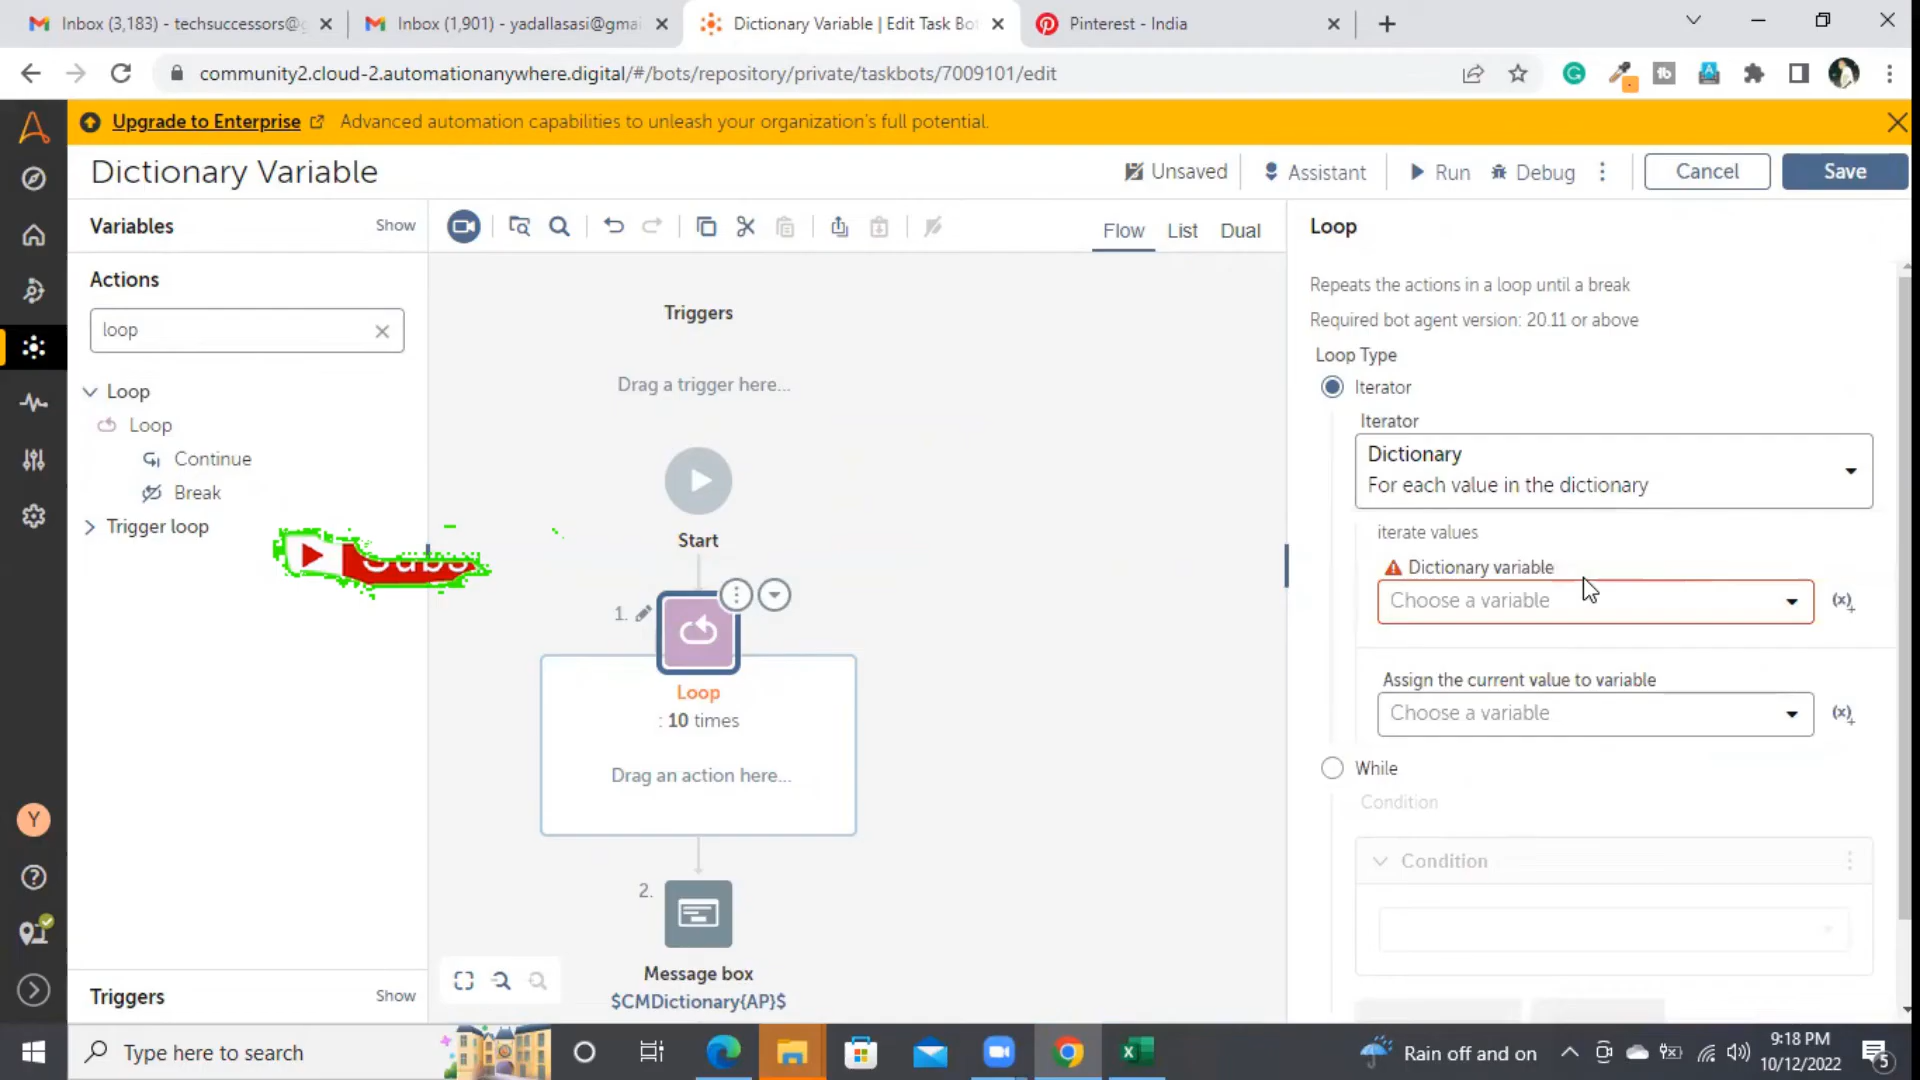 Inbox (3,183) - techsuccessors@g
Inbox (1,901) - yadallasasi@gmai
Dictionary Variable | Edit Task Bo
Pinterest - India
community2.cloud-2.automationanywhere.digital/#/bots/repository/private/taskbots/7009101/edit
Upgrade to Enterprise Advanced automation capabilities to unleash your organization's full potential.
Dictionary Variable
Unsaved
Assistant
Run
Debug
Cancel
Save
Variables
Show
Flow
List
Dual
Loop
Actions
loop
Loop
Loop
Continue
Break
Trigger loop
Subs
Triggers
Drag a trigger here...
Start
1.
Loop
: 10 times
Drag an action here...
2.
Message box
$CMDictionary{AP}$
Repeats the actions in a loop until a break
Required bot agent version: 20.11 or above
Loop Type
Iterator
Iterator
Dictionary
For each value in the dictionary
iterate values
Dictionary variable
Choose a variable
(x)+
Assign the current value to variable
Choose a variable
(x)+
While
Condition
Condition
Y
Triggers
Show
Type here to search
Rain off and on
9:18 PM
10/12/2022
5